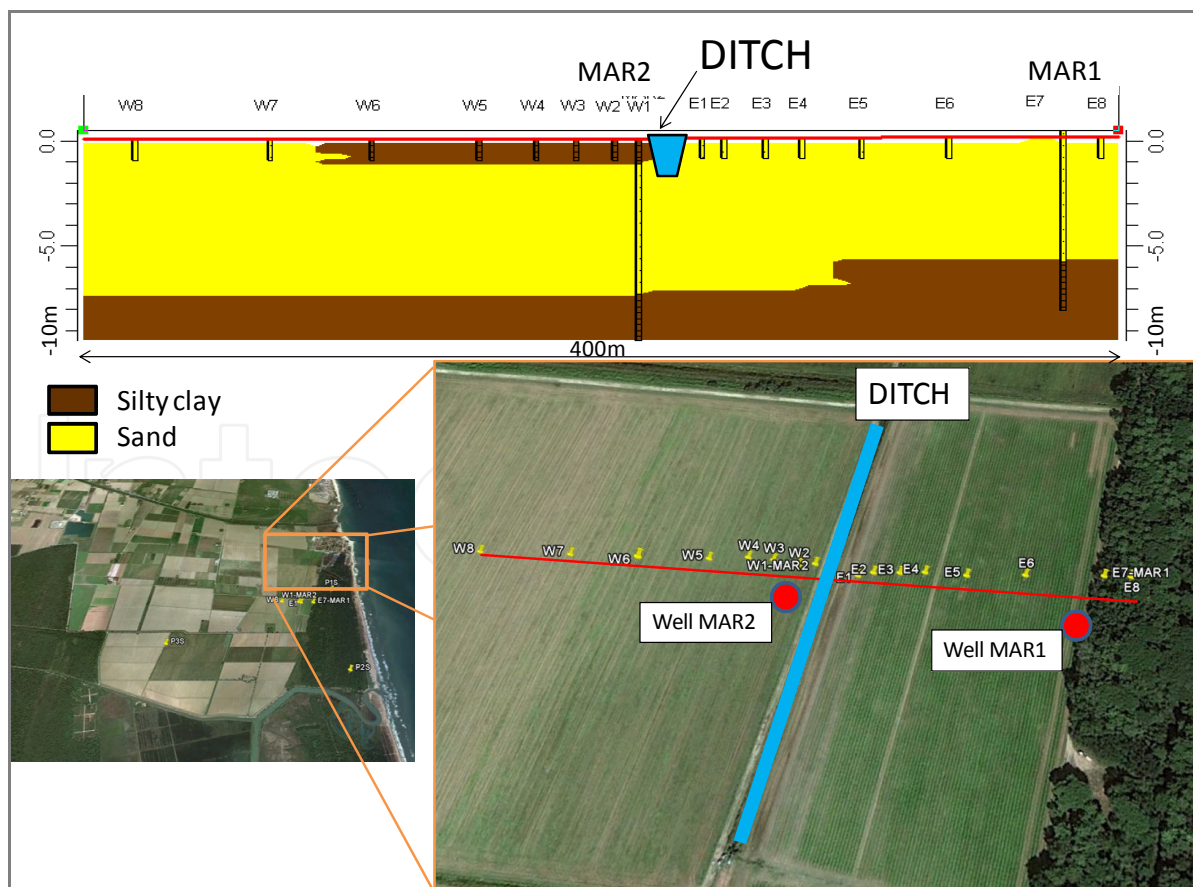 DITCH
MAR2
MAR1
W8 W7 W6 W5 W4 W3 W2 W1 E1 E2 E3 E4 E5 E6 E7 E8
0.0 0.0
-5.0 -5.0
-10m -10m
400m
Silty clay
Sand
DITCH
W8 W7 W6 W5 W4 W3 W2
W1-MAR2 E1 E2 E3 E4 E5 E6 E7-MAR1
E8
Well MAR2
Well MAR1
P1S
W1-MAR2
W8 E1 E7-MAR1
P3S
P2S